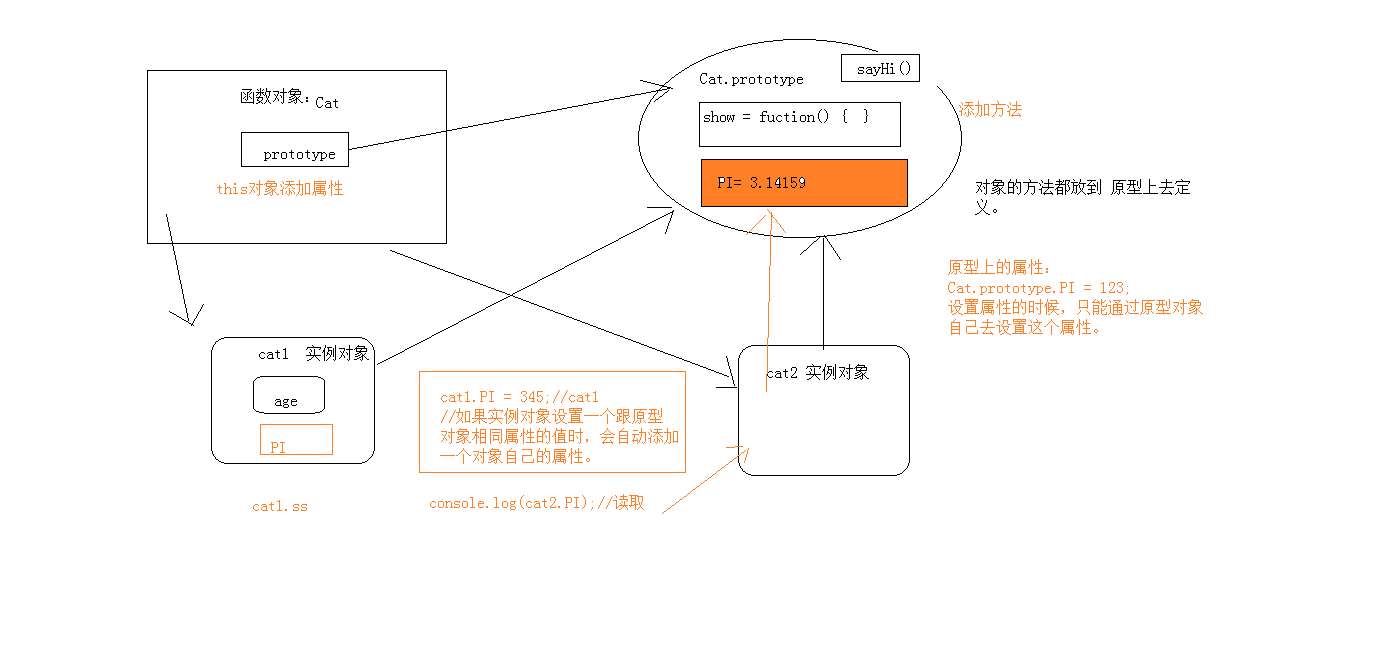 函数对象: Cat
prototype
this对象添加属性
Cat.prototype
sayHi()
show = fuction() { }
PI= 3.14159
添加方法
对象的方法都放到 原型上去定
义。
原型上的属性:
Cat.prototype.PI = 123;
设置属性的时候，只能通过原型对象
自己去设置这个属性。
cat1 实例对象
age
PI
cat1.ss
cat1.PI = 345;//cat1
//如果实例对象设置一个跟原型
对象相同属性的值时，会自动添加
一个对象自己的属性。
console.log(cat2.PI);//读取
cat2 实例对象